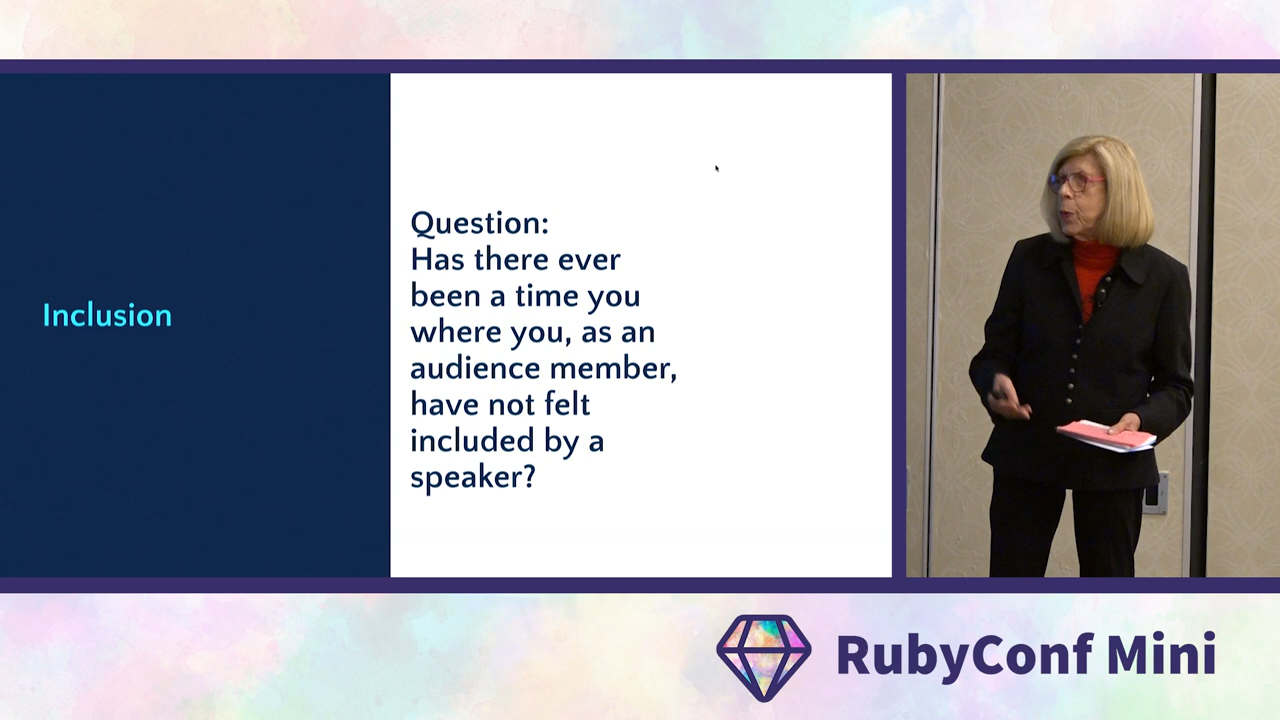 Inclusion
Question:
Has there ever
been a time you
where you, as an
audience member,
have not felt
included by a
speaker?
RubyConf Mini